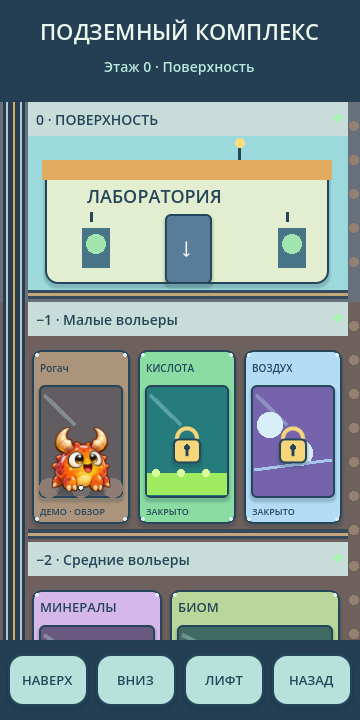 ПОДЗЕМНЫЙ КОМПЛЕКС
Этаж 0 · Поверхность
0 · ПОВЕРХНОСТЬ
ЛАБОРАТОРИЯ
↓
−1 · Малые вольеры
Рогач
КИСЛОТА
ВОЗДУХ
ДЕМО · ОБЗОР
ЗАКРЫТО
ЗАКРЫТО
−2 · Средние вольеры
МИНЕРАЛЫ
БИОМ
НАВЕРХ
ВНИЗ
ЛИФТ
НАЗАД